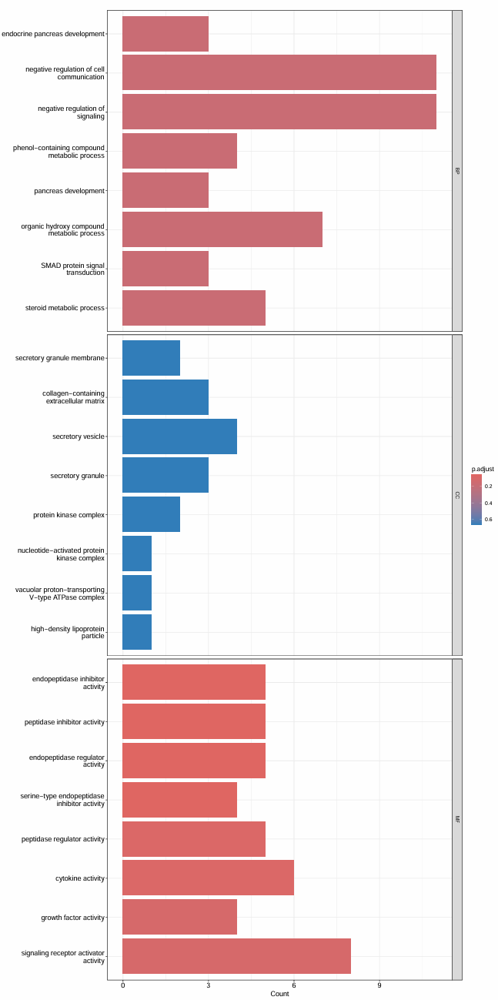 endocrine pancreas development
negative regulation of cell
communication
negative regulation of
signaling
phenol−containing compound
metabolic process
pancreas development
organic hydroxy compound
metabolic process
SMAD protein signal
transduction
steroid metabolic process
BP
secretory granule membrane
collagen−containing
extracellular matrix
secretory vesicle
secretory granule
protein kinase complex
nucleotide−activated protein
kinase complex
vacuolar proton−transporting
V−type ATPase complex
high−density lipoprotein
particle
CC
p.adjust
0.2
0.4
0.6
endopeptidase inhibitor
activity
peptidase inhibitor activity
endopeptidase regulator
activity
serine−type endopeptidase
inhibitor activity
peptidase regulator activity
cytokine activity
growth factor activity
signaling receptor activator
activity
MF
0 3 6 9
Count